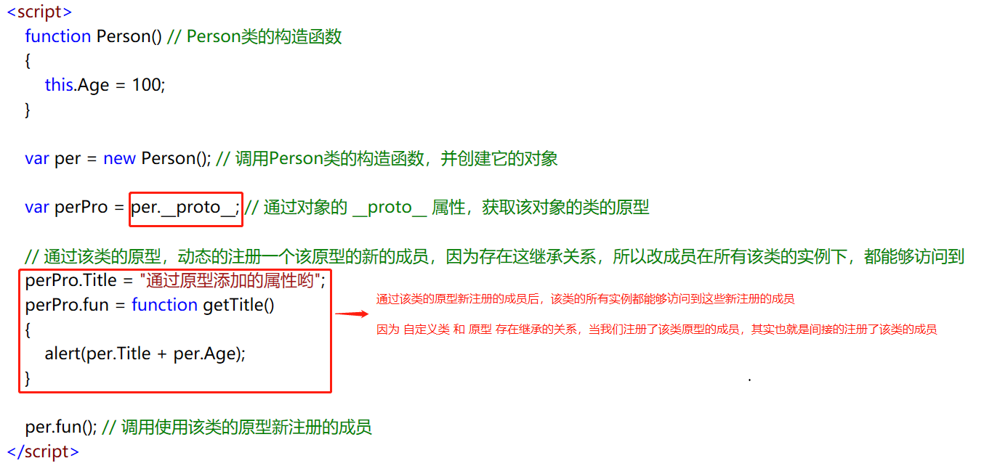 <script>
function Person() // Person类的构造函数
{
this.Age = 100;
}
var per = new Person(); // 调用Person类的构造函数，并创建它的对象
var perPro = per.__proto__; // 通过对象的 __proto__ 属性，获取该对象的类的原型
// 通过该类的原型，动态的注册一个该原型的新的成员，因为存在这继承关系，所以改成员在所有该类的实例下，都能够访问到
perPro.Title = "通过原型添加的属性哟";
perPro.fun = function getTitle()
通过该类的原型新注册的成员后，该类的所有实例都能够访问到这些新注册的成员
{
因为 自定义类 和 原型 存在继承的关系，当我们注册了该类原型的成员，其实也就是间接的注册了该类的成员
alert(per.Title + per.Age);
}
per.fun(); // 调用使用该类的原型新注册的成员
</script>